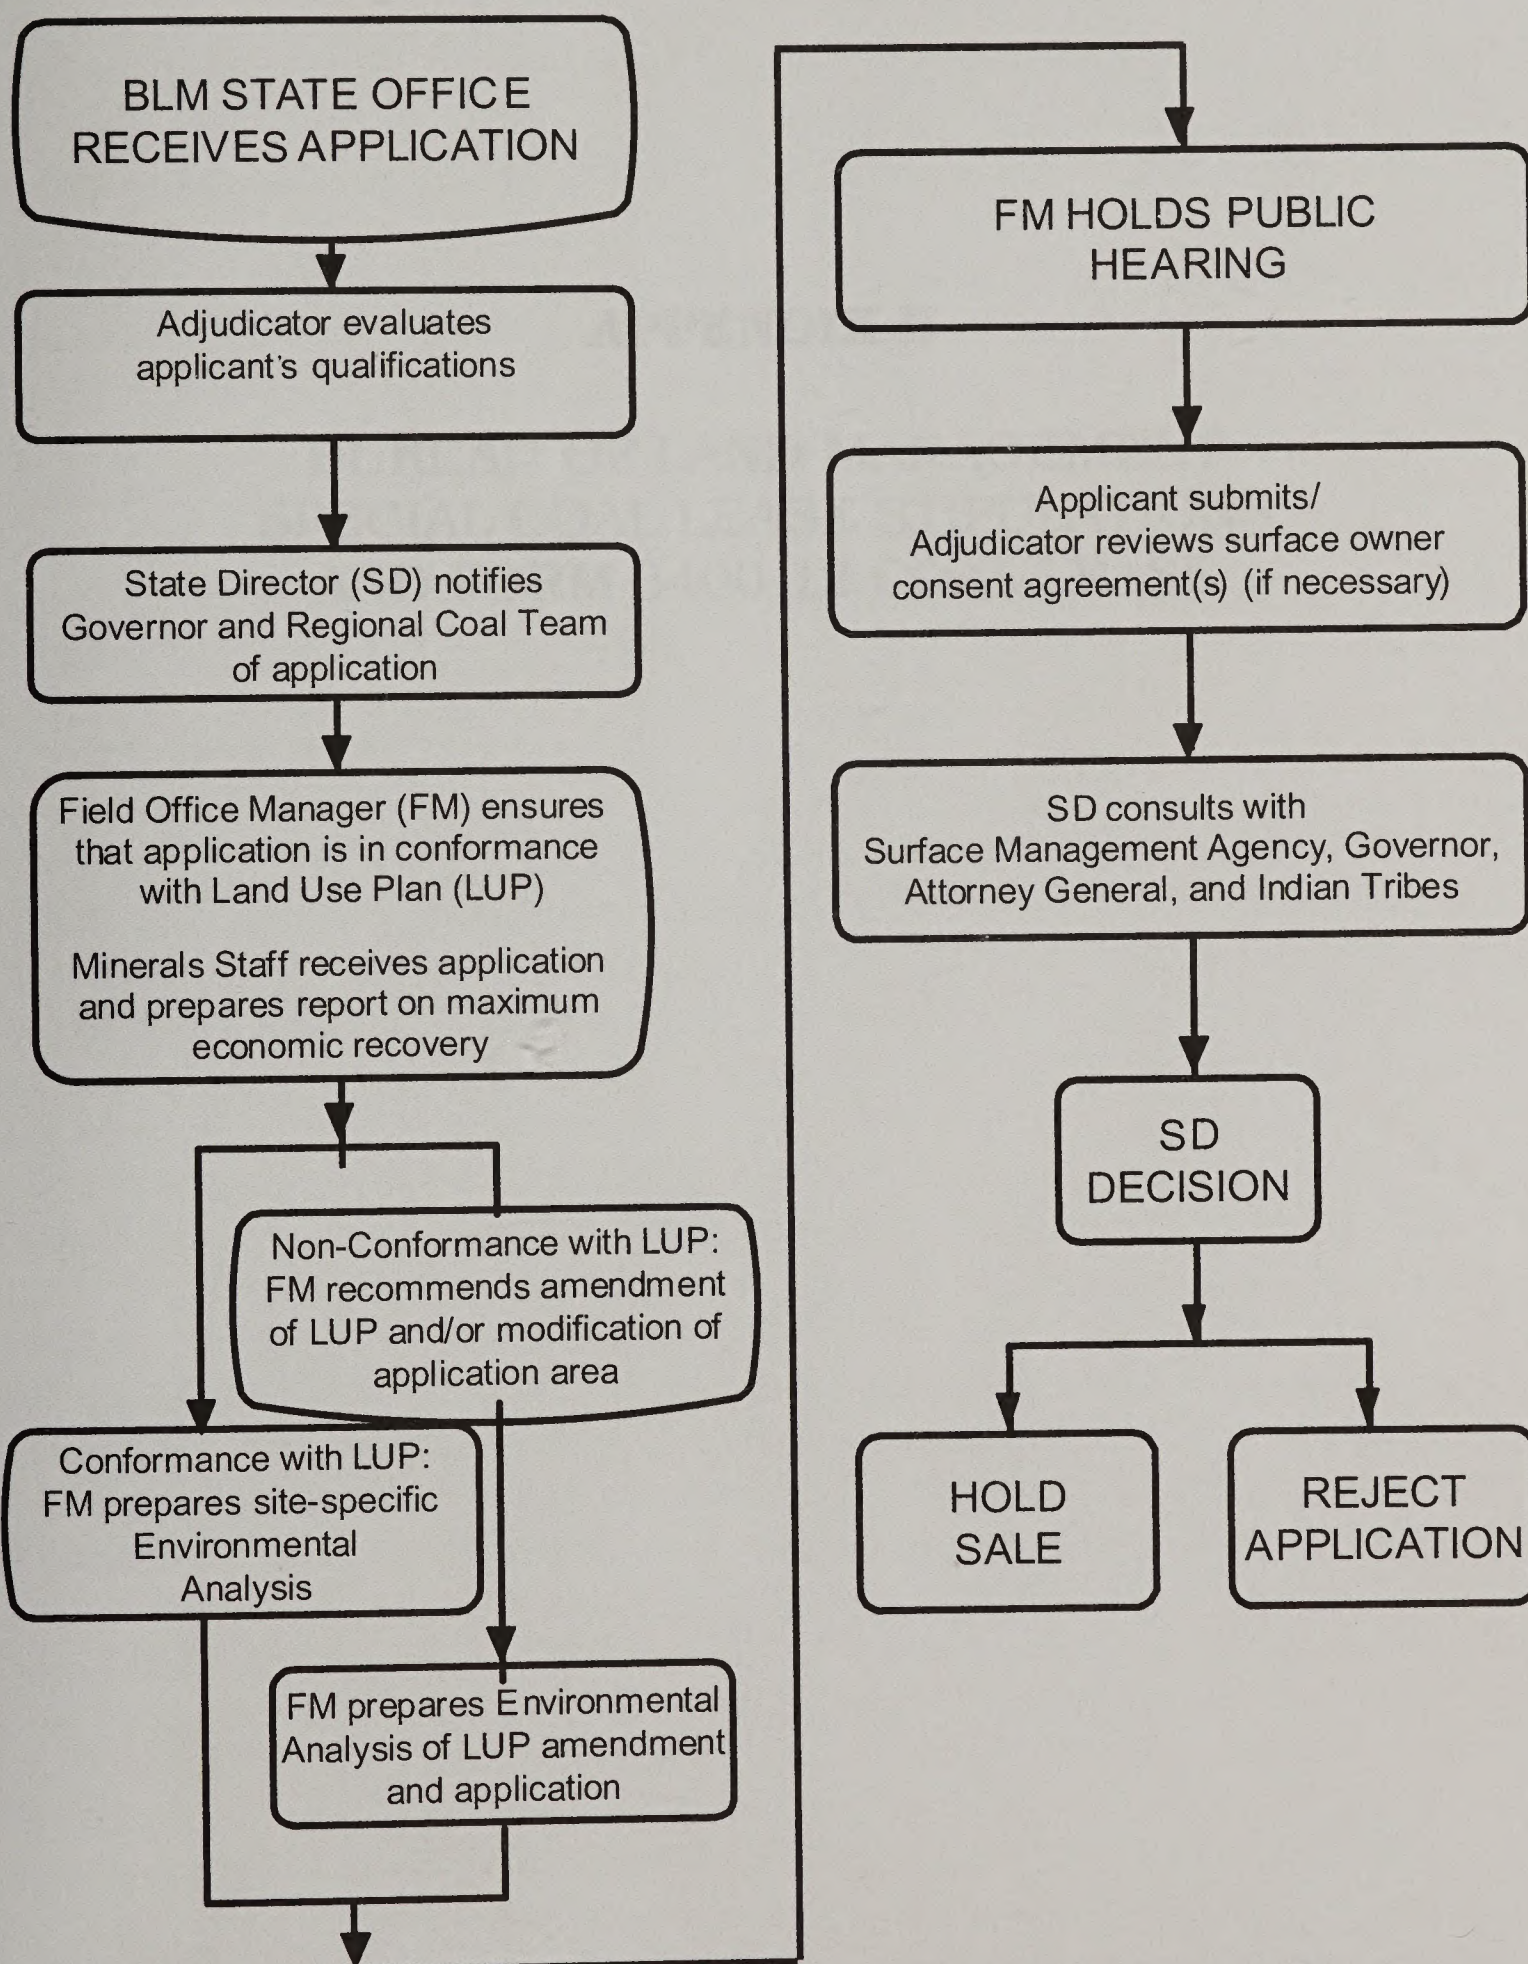 BLM STATE OFFICE
RECEIVES APPLICATION
Adjudicator evaluates
applicant's qualifications
State Director (SD) notifies
Governor and Regional Coal Team
of application
Field Office Manager (FM) ensures
that application is in conformance
with Land Use Plan (LUP)
Minerals Staff receives application
and prepares report on maximum
economic recovery
Non-Conformance with LUP:
FM recommends amendment
of LUP and/or modification of
application area
Conformance with LUP:
FM prepares site-specific
Environmental
Analysis
FM prepares Environmental
Analysis of LUP amendment
and application
FM HOLDS PUBLIC
HEARING
Applicant submits/
Adjudicator reviews surface owner
consent agreement(s) (if necessary)
SD consults with
Surface Management Agency, Governor,
Attorney General, and Indian Tribes
SD
DECISION
HOLD
SALE
REJECT
APPLICATION